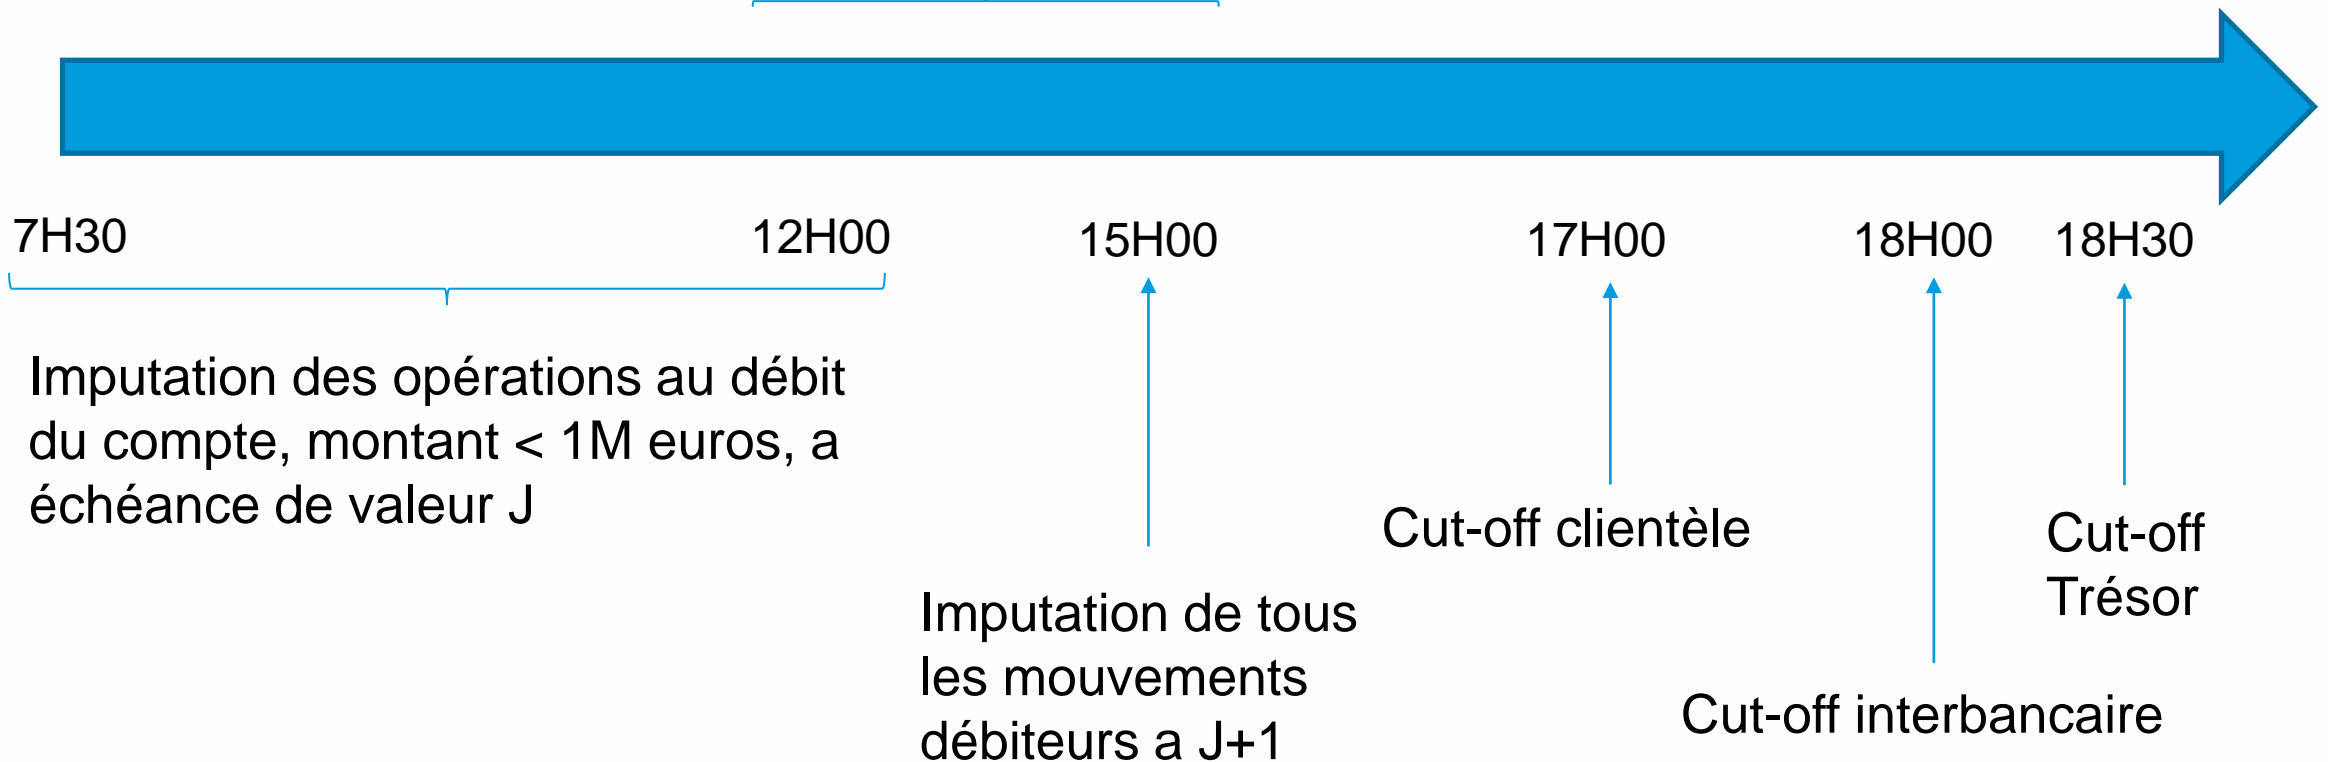 7H30
12H00
15H00
17H00
18H00
18H30
Imputation des opérations au débit
du compte, montant < 1M euros, a
échéance de valeur J
Imputation de tous
les mouvements
débiteurs a J+1
Cut-off clientèle
Cut-off interbancaire
Cut-off
Trésor